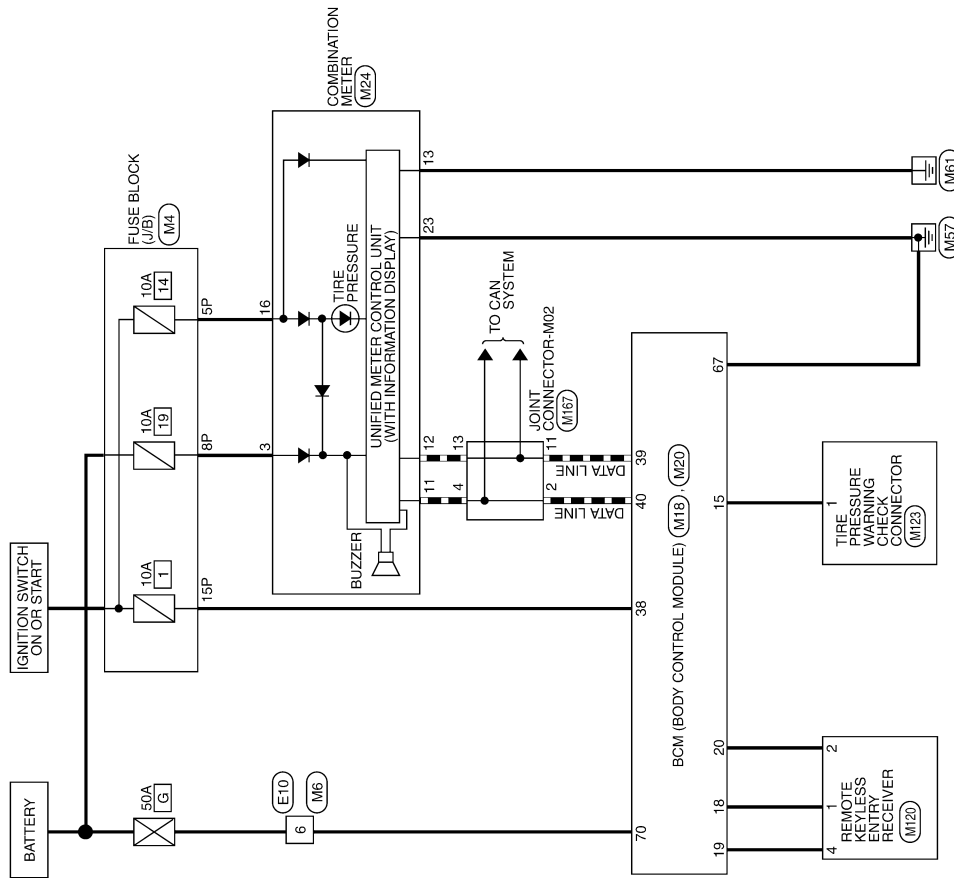 BATTERY
IGNITION SWITCH
ON OR START
50A
G
10A
1
10A
19
10A
14
FUSE BLOCK
(J/B)
M4
15P
8P
5P
E10
6
M6
3
16
COMBINATION
METER
M24
BUZZER
TIRE
PRESSURE
UNIFIED METER CONTROL UNIT
(WITH INFORMATION DISPLAY)
11
12
23
13
4
13
TO CAN
SYSTEM
JOINT
CONNECTOR-M02
M167
2
11
DATA LINE
DATA LINE
70
38
40
39
BCM (BODY CONTROL MODULE) M18 , M20
67
19
18
20
15
4
1
2
REMOTE
KEYLESS
ENTRY
RECEIVER
M120
1
TIRE
PRESSURE
WARNING
CHECK
CONNECTOR
M123
M57
M61